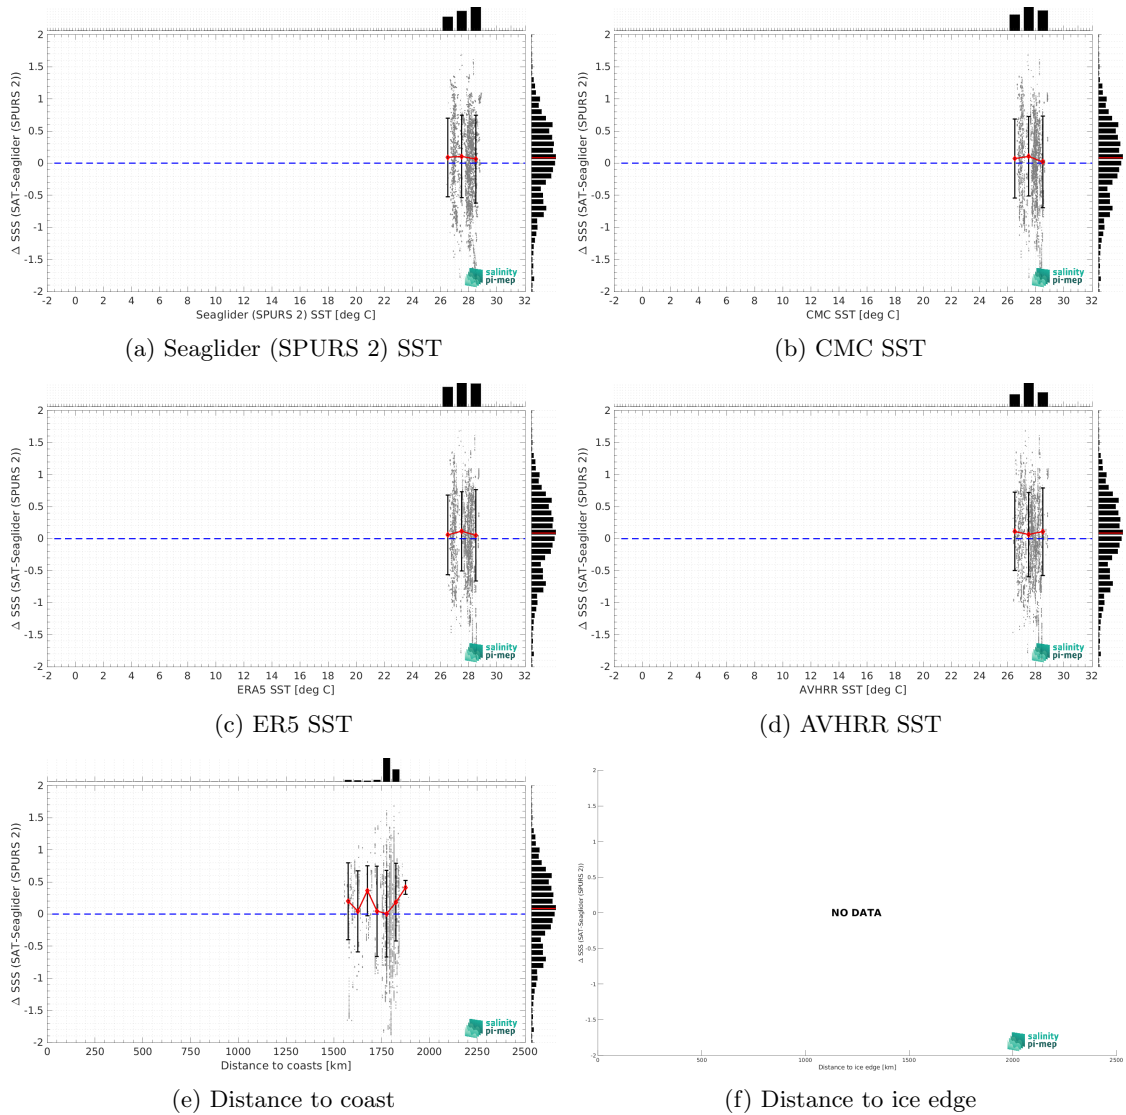 2
1.5
1
0.5
0
-0.5
-1
-1.5
-2
Δ SSS (SAT-Seaglider (SPURS 2))
salinity
pi-mep
-2 0 2 4 6 8 10 12 14 16 18 20 22 24 26 28 30 32
Seaglider (SPURS 2) SST [deg C]
(a) Seaglider (SPURS 2) SST
2
1.5
1
0.5
0
-0.5
-1
-1.5
-2
Δ SSS (SAT-Seaglider (SPURS 2))
salinity
pi-mep
-2 0 2 4 6 8 10 12 14 16 18 20 22 24 26 28 30 32
CMC SST [deg C]
(b) CMC SST
2
1.5
1
0.5
0
-0.5
-1
-1.5
-2
Δ SSS (SAT-Seaglider (SPURS 2))
salinity
pi-mep
-2 0 2 4 6 8 10 12 14 16 18 20 22 24 26 28 30 32
ERA5 SST [deg C]
(c) ER5 SST
2
1.5
1
0.5
0
-0.5
-1
-1.5
-2
Δ SSS (SAT-Seaglider (SPURS 2))
salinity
pi-mep
-2 0 2 4 6 8 10 12 14 16 18 20 22 24 26 28 30 32
AVHRR SST [deg C]
(d) AVHRR SST
2
1.5
1
0.5
0
-0.5
-1
-1.5
-2
Δ SSS (SAT-Seaglider (SPURS 2))
salinity
pi-mep
0 250 500 750 1000 1250 1500 1750 2000 2250 2500
Distance to coasts [km]
(e) Distance to coast
2
1.5
1
0.5
0
-0.5
-1
-1.5
-2
Δ SSS (SAT-Seaglider (SPURS 2))
NO DATA
salinity
pi-mep
0 500 1000 1500 2000 2500
Distance to ice edge [km]
(f) Distance to ice edge